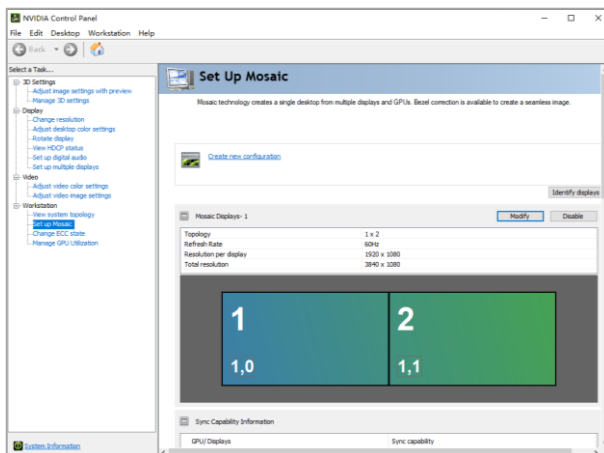 NVIDIA Control Panel
File Edit Desktop Workstation Help
Back
Select a Task...
3D Settings
Adjust image settings with preview
Manage 3D settings
Display
Change resolution
Adjust desktop color settings
Rotate display
View HDCP status
Set up digital audio
Set up multiple displays
Video
Adjust video color settings
Adjust video image settings
Workstation
View system topology
Set up Mosaic
Change ECC state
Manage GPU Utilization
System Information
Set Up Mosaic
Mosaic technology creates a single desktop from multiple displays and GPUs. Bezel correction is available to create a seamless image.
Create new configuration
Identify displays
Mosaic Displays- 1 Modify Disable
Topology 1 x 2
Refresh Rate 60Hz
Resolution per display 1920 x 1080
Total resolution 3840 x 1080
1 2
1,0 1,1
Sync Capability Information
GPU/Displays Sync capability